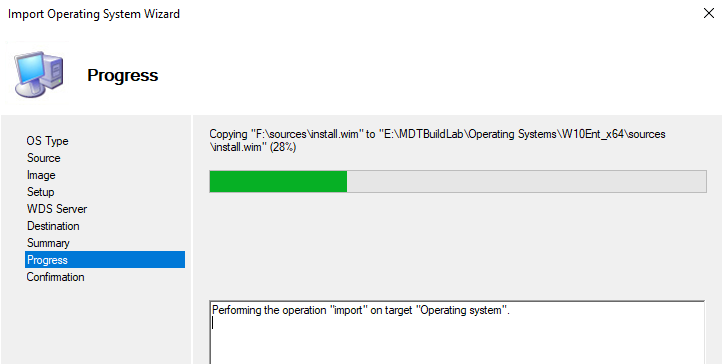 Import Operating System Wizard
Progress
OS Type
Source
Image
Setup
WDS Server
Destination
Summary
Progress
Confirmation
Copying "F:\sources\install.wim" to "E:\MDTBuildLab\Operating Systems\W10Ent_x64\sources
\install.wim" (28%)
Performing the operation "import" on target "Operating system".